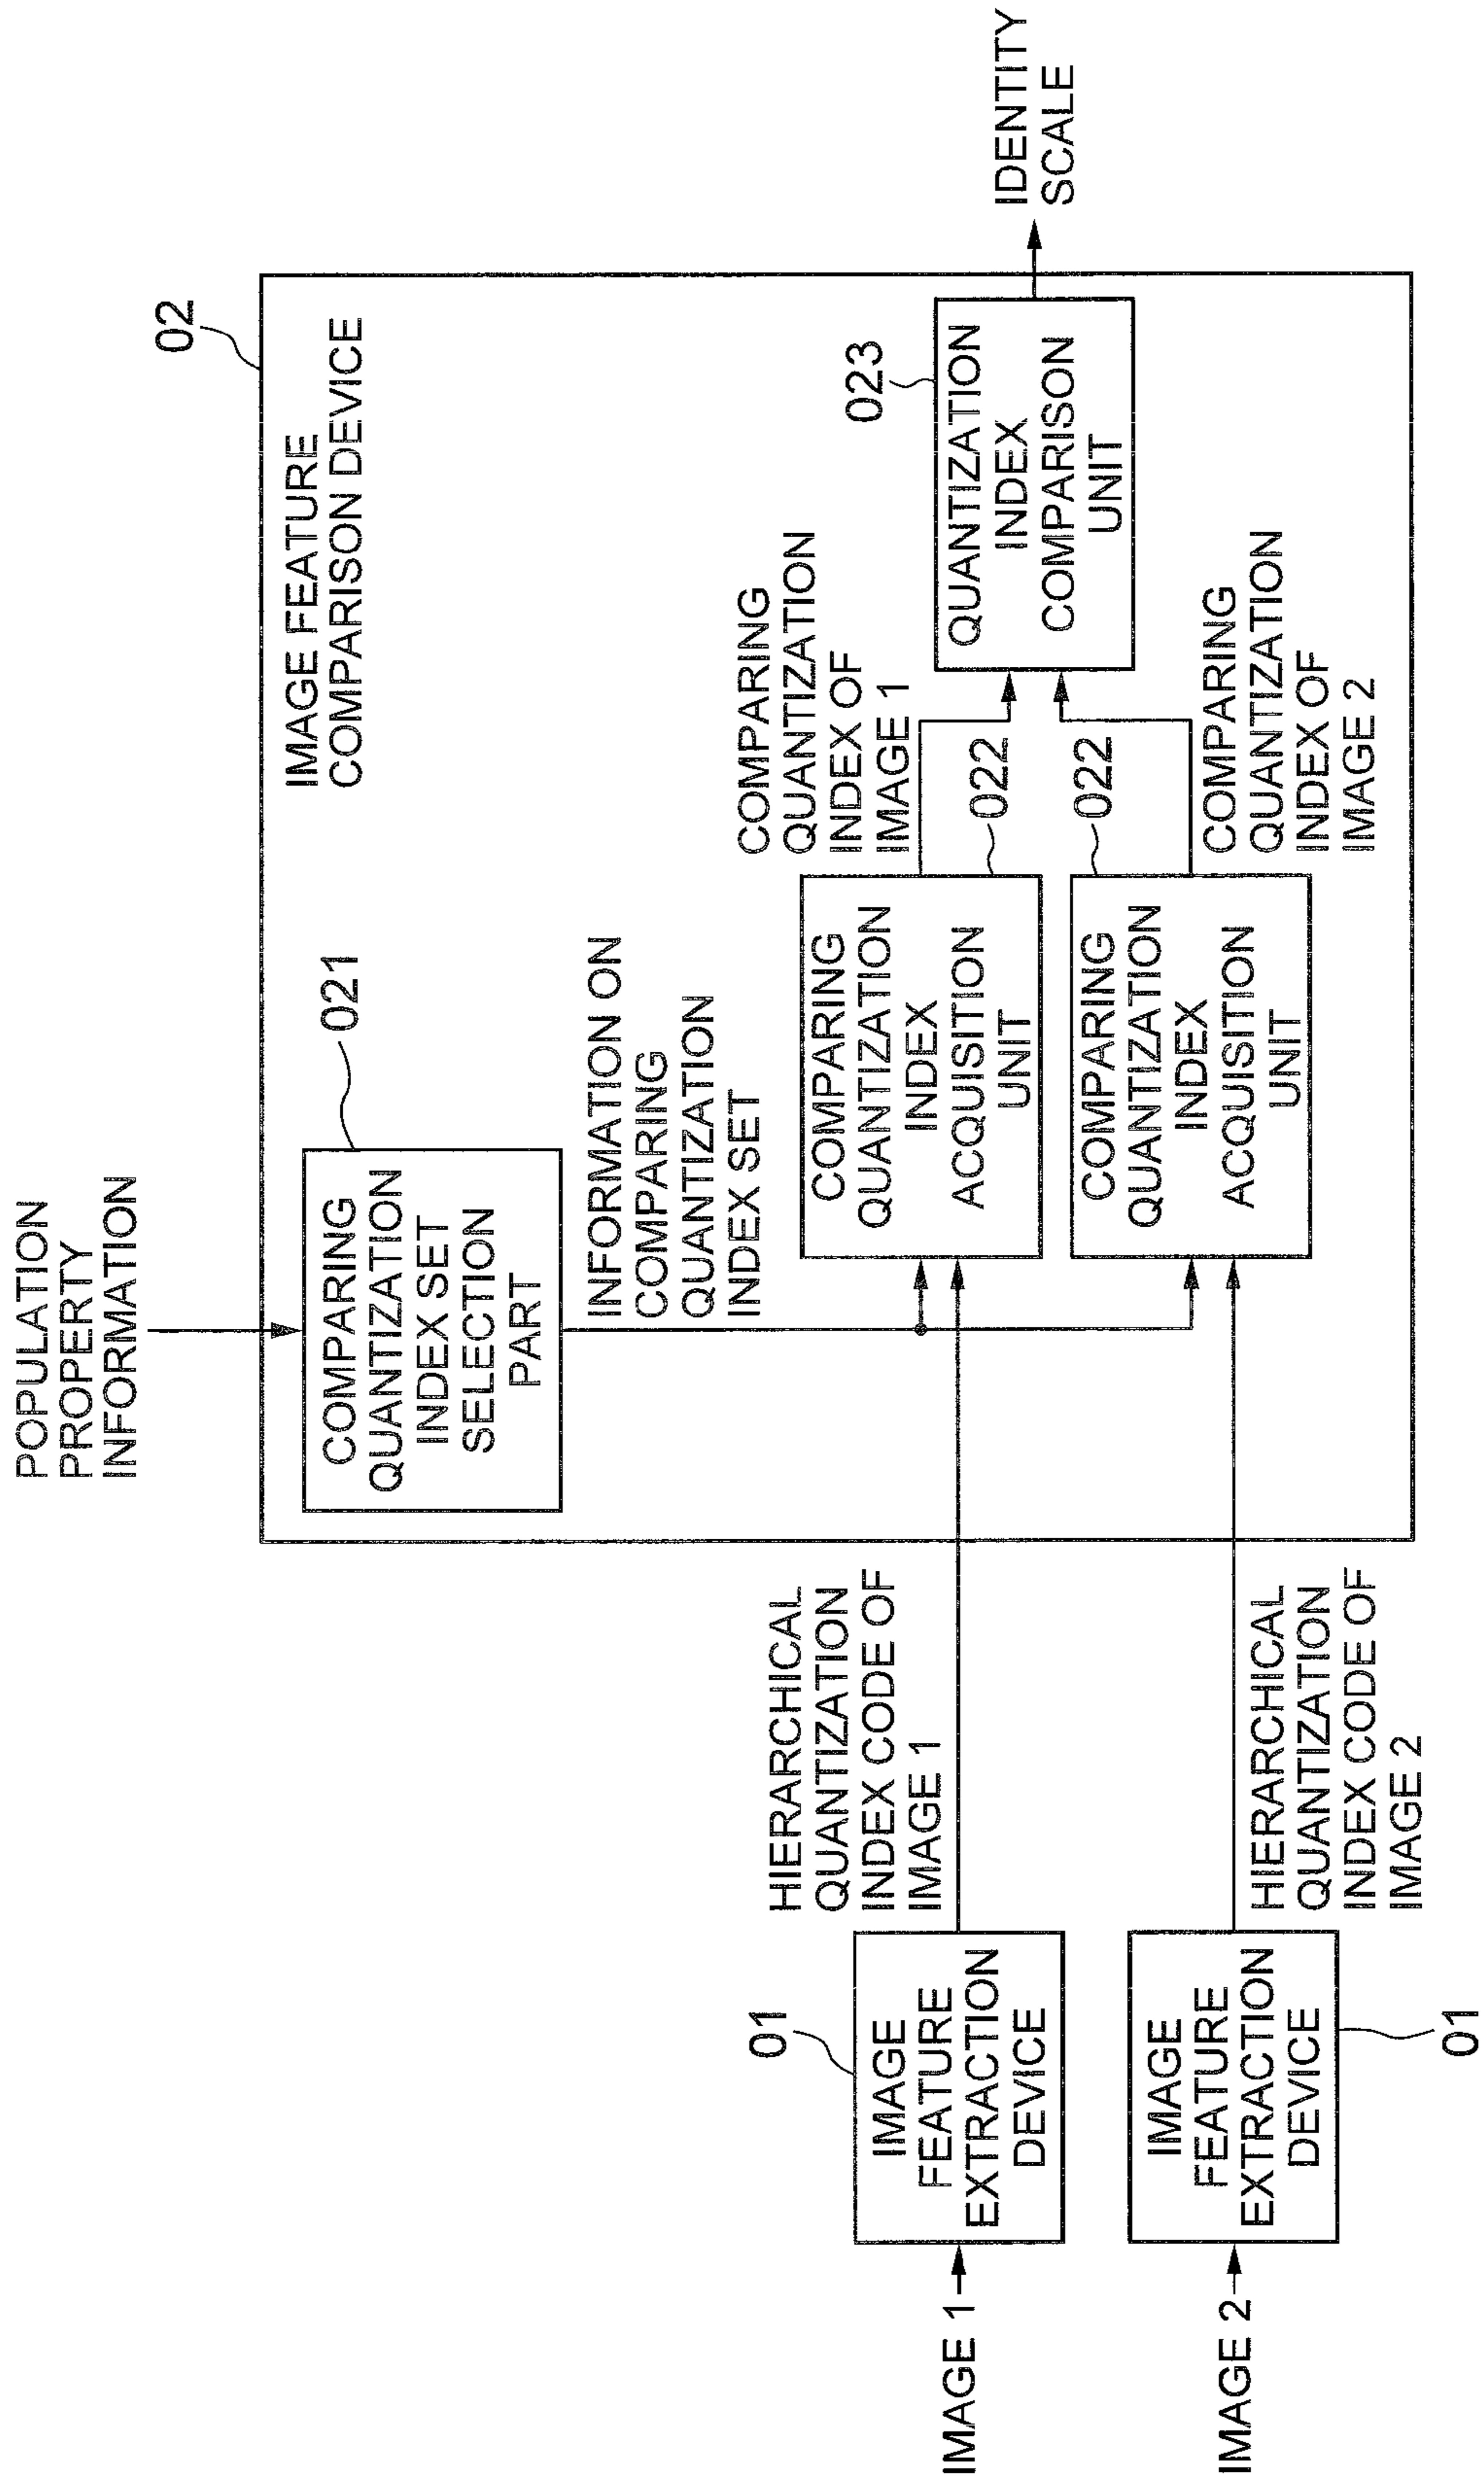 POPULATION
PROPERTY
INFORMATION
02
IMAGE FEATURE
COMPARISON DEVICE
COMPARING
QUANTIZATION
INDEX SET
SELECTION
PART
021
INFORMATION ON
COMPARING
QUANTIZATION
INDEX SET
HIERARCHICAL
QUANTIZATION
INDEX CODE OF
IMAGE 1
COMPARING
QUANTIZATION
INDEX OF
IMAGE 1
01
IMAGE 1
IMAGE
FEATURE
EXTRACTION
DEVICE
COMPARING
QUANTIZATION
INDEX
ACQUISITION
UNIT
022
023
QUANTIZATION
INDEX
COMPARISON
UNIT
IDENTITY
SCALE
IMAGE 2
IMAGE
FEATURE
EXTRACTION
DEVICE
01
HIERARCHICAL
QUANTIZATION
INDEX CODE OF
IMAGE 2
COMPARING
QUANTIZATION
INDEX
ACQUISITION
UNIT
022
COMPARING
QUANTIZATION
INDEX OF
IMAGE 2